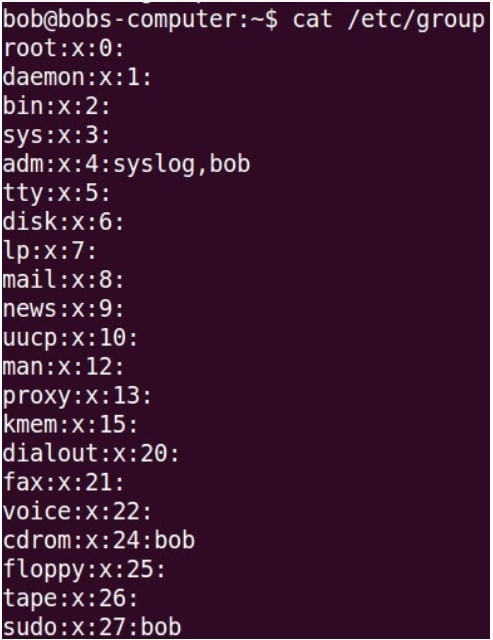 bob@bobs-computer:~$ cat /etc/group
root:x:0:
daemon:x:1:
bin:x:2:
sys:x:3:
adm:x:4:syslog,bob
tty:x:5:
disk:x:6:
lp:x:7:
mail:x:8:
news:x:9:
uucp:x:10:
man:x:12:
proxy:x:13:
kmem:x:15:
dialout:x:20:
fax:x:21:
voice:x:22:
cdrom:x:24:bob
floppy:x:25:
tape:x:26:
sudo:x:27:bob